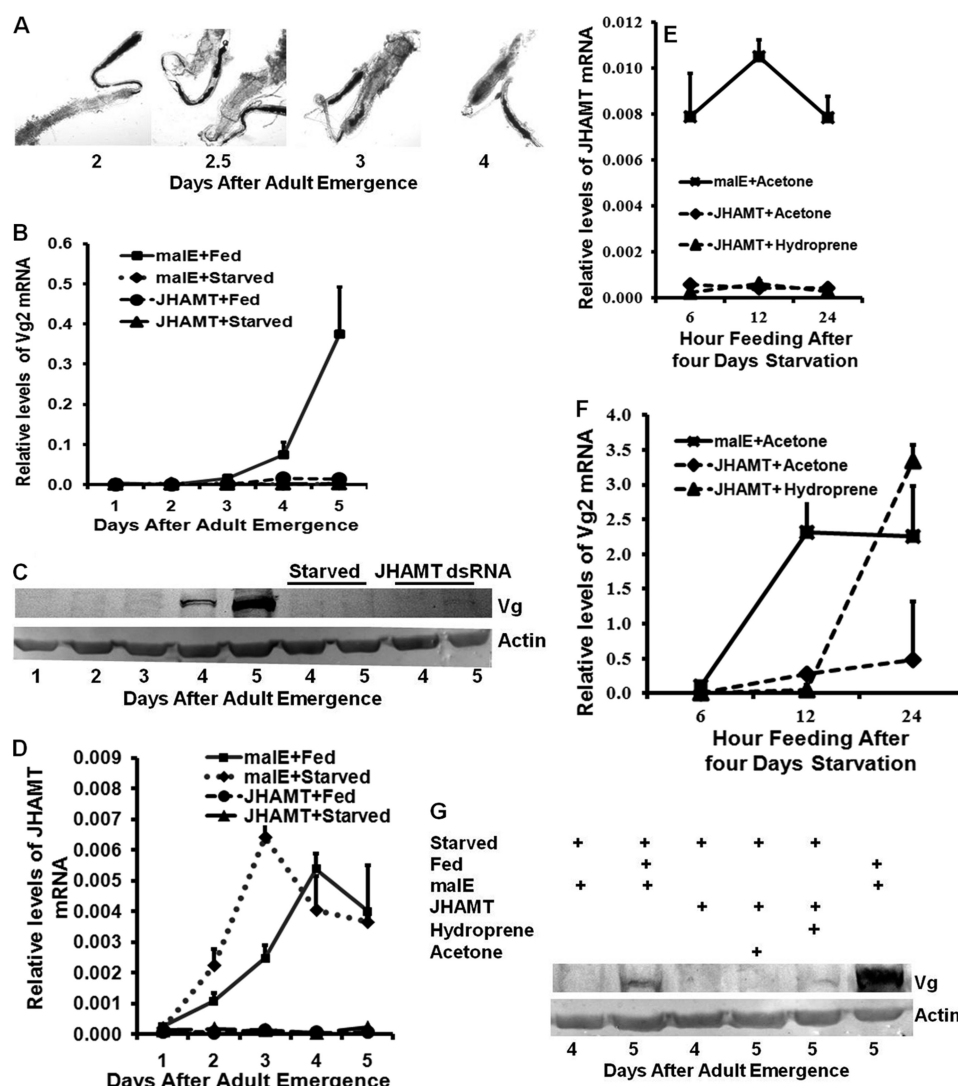 A
2
2.5
3
4
Days After Adult Emergence
B
Relative levels of Vg2 mRNA
0.6
0.5
0.4
0.3
0.2
0.1
0.0
malE+Fed
malE+Starved
JHAMT+Fed
JHAMT+Starved
1 2 3 4 5
Days After Adult Emergence
C
Starved JHAMT dsRNA
Vg
Actin
1 2 3 4 5 4 5 4 5
Days After Adult Emergence
D
Relative levels of JHAMT
mRNA
0.009
0.008
0.007
0.006
0.005
0.004
0.003
0.002
0.001
0.000
malE+Fed
malE+Starved
JHAMT+Fed
JHAMT+Starved
1 2 3 4 5
Days After Adult Emergence
E
Relative levels of JHAMT mRNA
0.012
0.010
0.008
0.006
0.004
0.002
0.000
malE+Acetone
JHAMT+Acetone
JHAMT+Hydroprene
6 12 24
Hour Feeding After
four Days Starvation
F
Relative levels of Vg2 mRNA
4.0
3.5
3.0
2.5
2.0
1.5
1.0
0.5
0.0
malE+Acetone
JHAMT+Acetone
JHAMT+Hydroprene
6 12 24
Hour Feeding After
four Days Starvation
G
Starved + + + + +
Fed + +
malE + + +
JHAMT + + +
Hydroprene +
Acetone +
Vg
Actin
4 5 4 5 5 5
Days After Adult Emergence